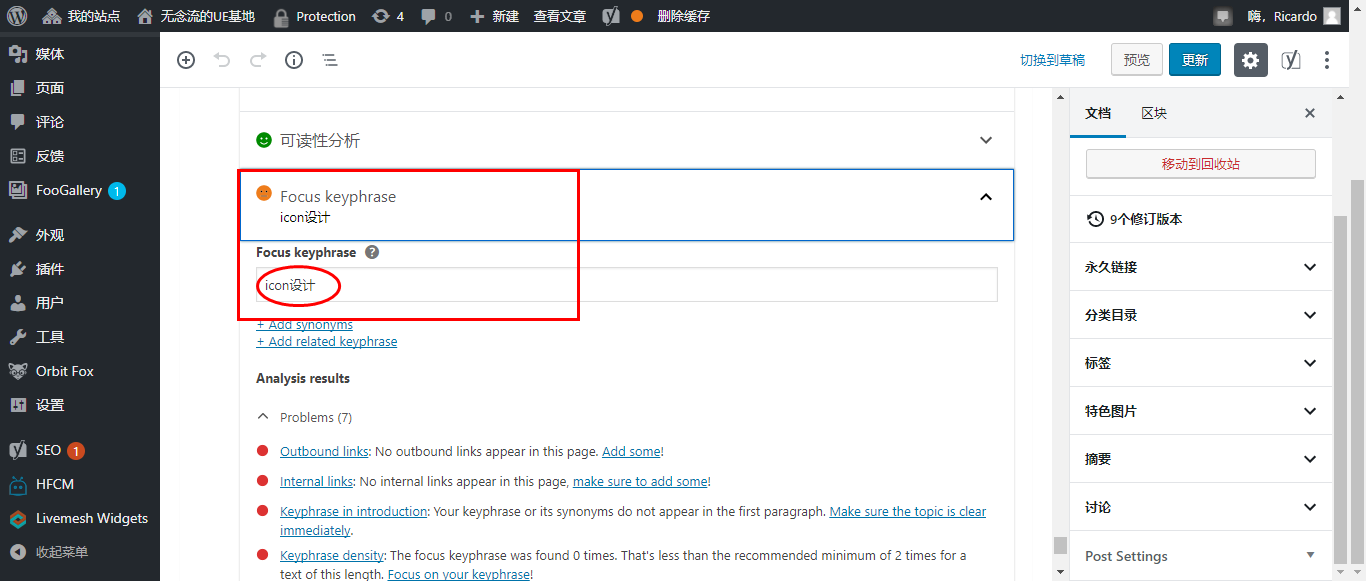 我的站点 无念流的UE基地 Protection 4 0 新建 查看文章 删除缓存 嗨，Ricardo
媒体
页面
评论
反馈
FooGallery 1
外观
插件
用户
工具
Orbit Fox
设置
SEO 1
HFCM
Livemesh Widgets
收起菜单
切换到草稿 预览 更新
可读性分析
Focus keyphrase
icon设计
Focus keyphrase ?
icon设计
+ Add synonyms
+ Add related keyphrase
Analysis results
Problems (7)
Outbound links: No outbound links appear in this page. Add some!
Internal links: No internal links appear in this page, make sure to add some!
Keyphrase in introduction: Your keyphrase or its synonyms do not appear in the first paragraph. Make sure the topic is clear
immediately.
Keyphrase density: The focus keyphrase was found 0 times. That's less than the recommended minimum of 2 times for a
text of this length. Focus on your keyphrase!
文档 区块
移动到回收站
9个修订版本
永久链接
分类目录
标签
特色图片
摘要
讨论
Post Settings